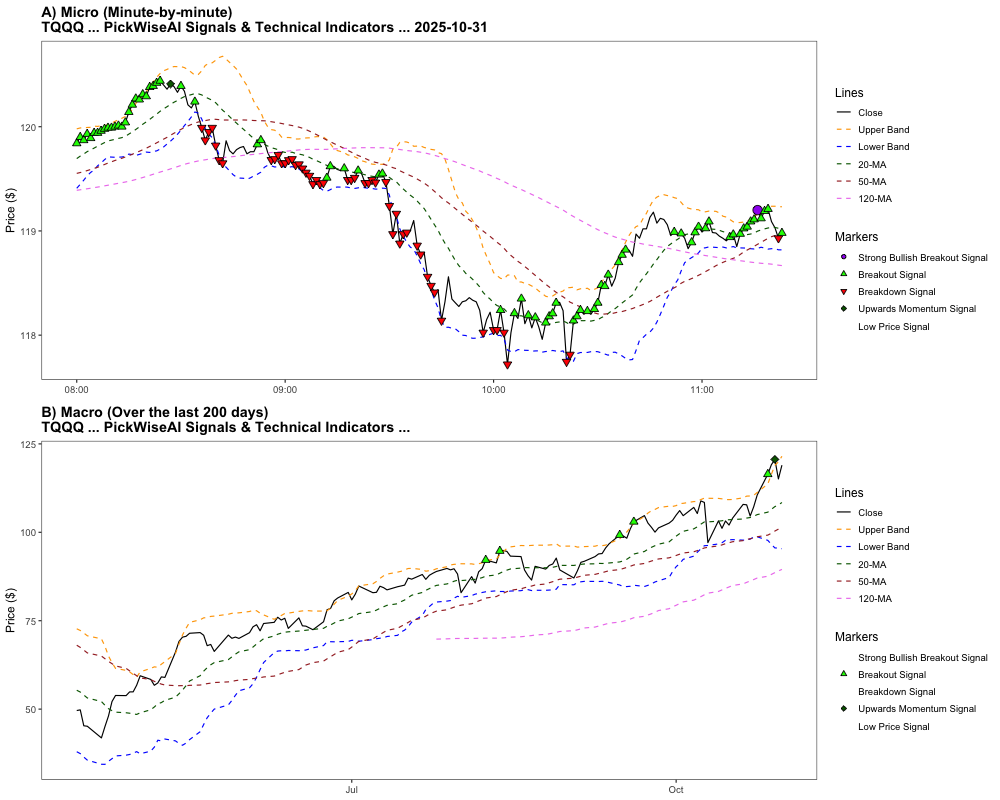 A) Micro (Minute-by-minute)
TQQQ ... PickWiseAI Signals & Technical Indicators ... 2025-10-31
Price ($)
120
119
118
08:00
09:00
10:00
11:00
Lines
Close
Upper Band
Lower Band
20-MA
50-MA
120-MA
Markers
Strong Bullish Breakout Signal
Breakout Signal
Breakdown Signal
Upwards Momentum Signal
Low Price Signal
B) Macro (Over the last 200 days)
TQQQ ... PickWiseAI Signals & Technical Indicators ...
Price ($)
125
100
75
50
Jul
Oct
Lines
Close
Upper Band
Lower Band
20-MA
50-MA
120-MA
Markers
Strong Bullish Breakout Signal
Breakout Signal
Breakdown Signal
Upwards Momentum Signal
Low Price Signal